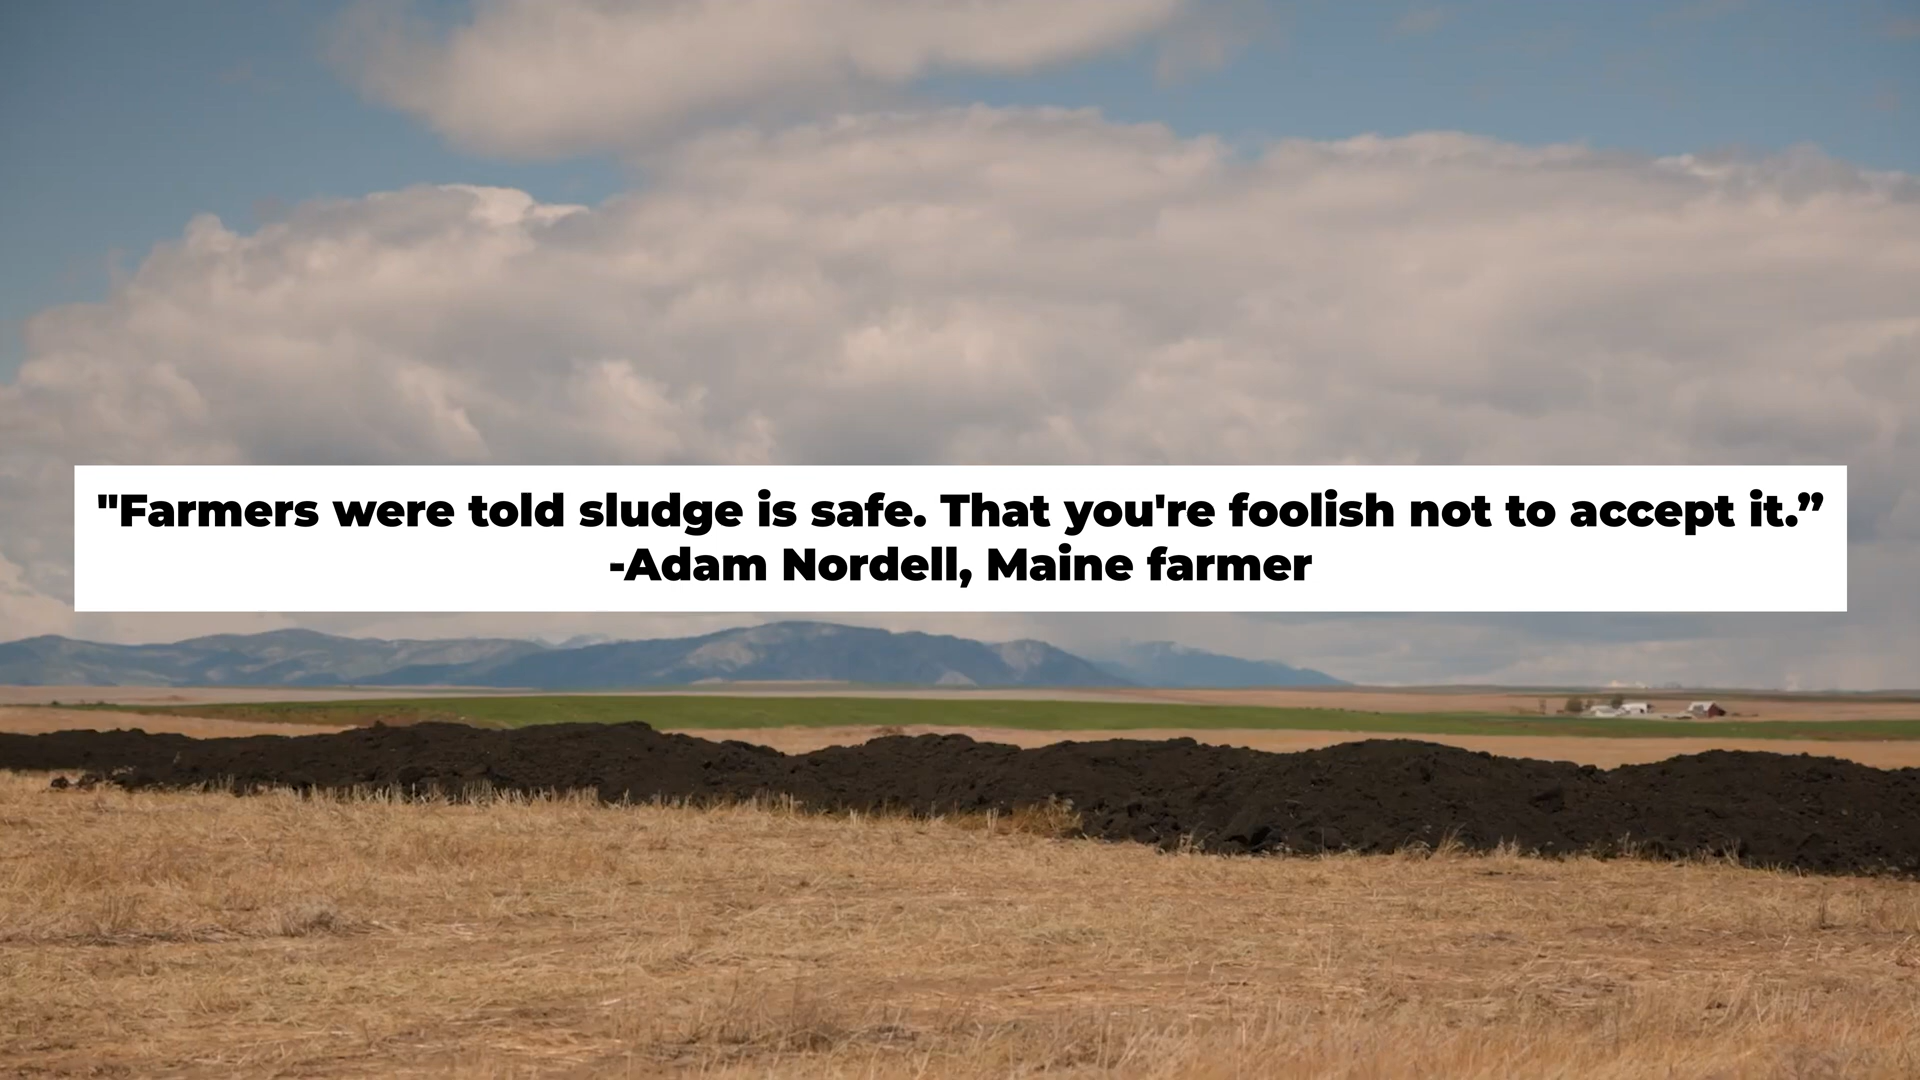 "Farmers were told sludge is safe. That you're foolish not to accept it.”
-Adam Nordell, Maine farmer